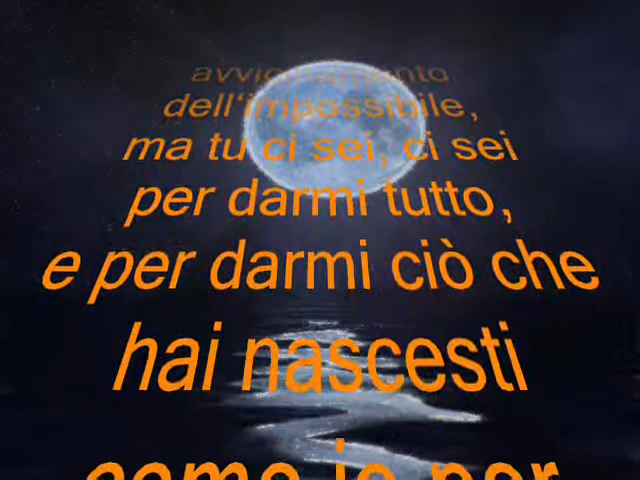 avvicinamento
dell'impossibile,
ma tu ci sei, ci sei
per darmi tutto,
e per darmi ciò che
hai nascesti
come io per